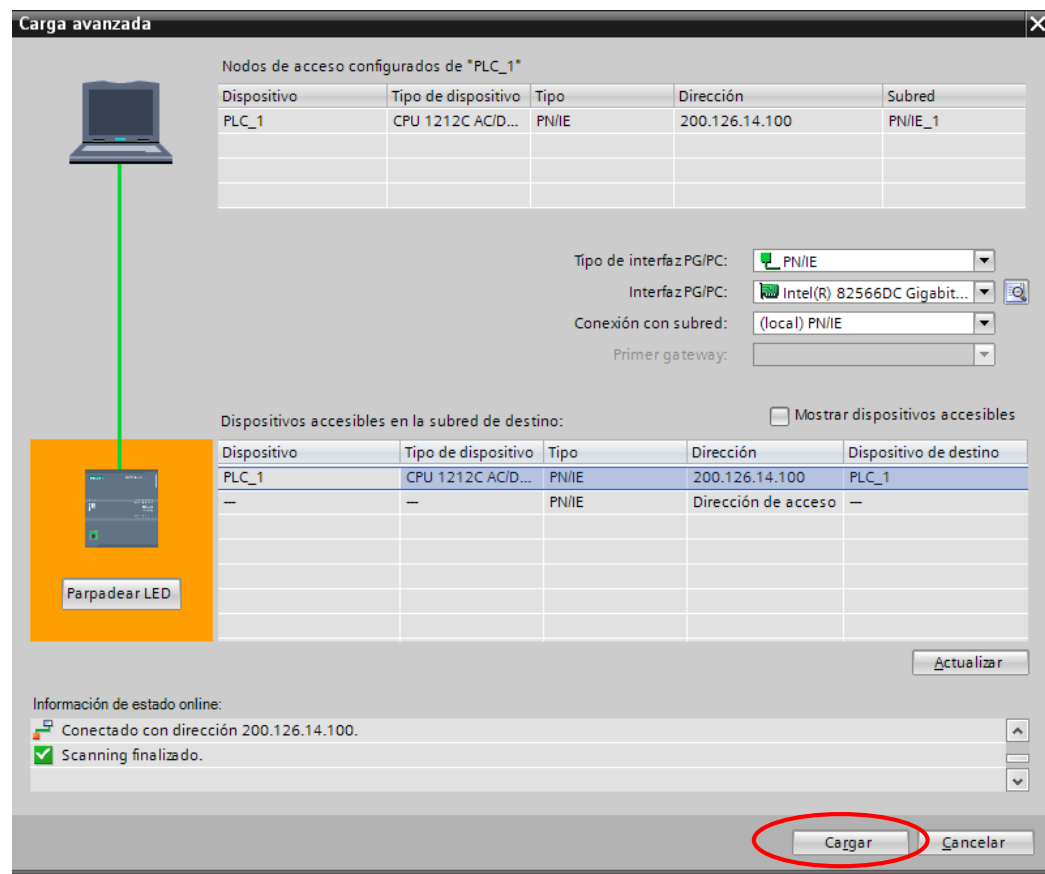 Carga avanzada
Nodos de acceso configurados de "PLC_1"
Dispositivo Tipo de dispositivo Tipo Dirección Subred
PLC_1 CPU 1212C AC/D... PN/IE 200.126.14.100 PN/IE_1
Tipo de interfaz PG/PC: PN/IE
Interfaz PG/PC: Intel(R) 82566DC Gigabit...
Conexión con subred: (local) PN/IE
Primer gateway:
Dispositivos accesibles en la subred de destino: Mostrar dispositivos accesibles
Dispositivo Tipo de dispositivo Tipo Dirección Dispositivo de destino
PLC_1 CPU 1212C AC/D... PN/IE 200.126.14.100 PLC_1
— — PN/IE Dirección de acceso —
Parpadear LED
Actualizar
Información de estado online:
Conectado con dirección 200.126.14.100.
Scanning finalizado.
Cargar Cancelar